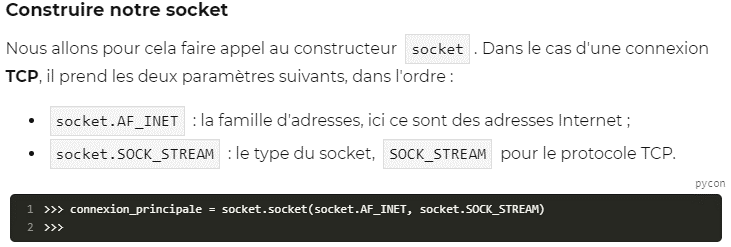 Construire notre socket
Nous allons pour cela faire appel au constructeur socket . Dans le cas d'une connexion
TCP, il prend les deux paramètres suivants, dans l'ordre :
• socket.AF_INET : la famille d'adresses, ici ce sont des adresses Internet ;
• socket.SOCK_STREAM : le type du socket, SOCK_STREAM pour le protocole TCP.
pycon
1 >>> connexion_principale = socket.socket(socket.AF_INET, socket.SOCK_STREAM)
2 >>>